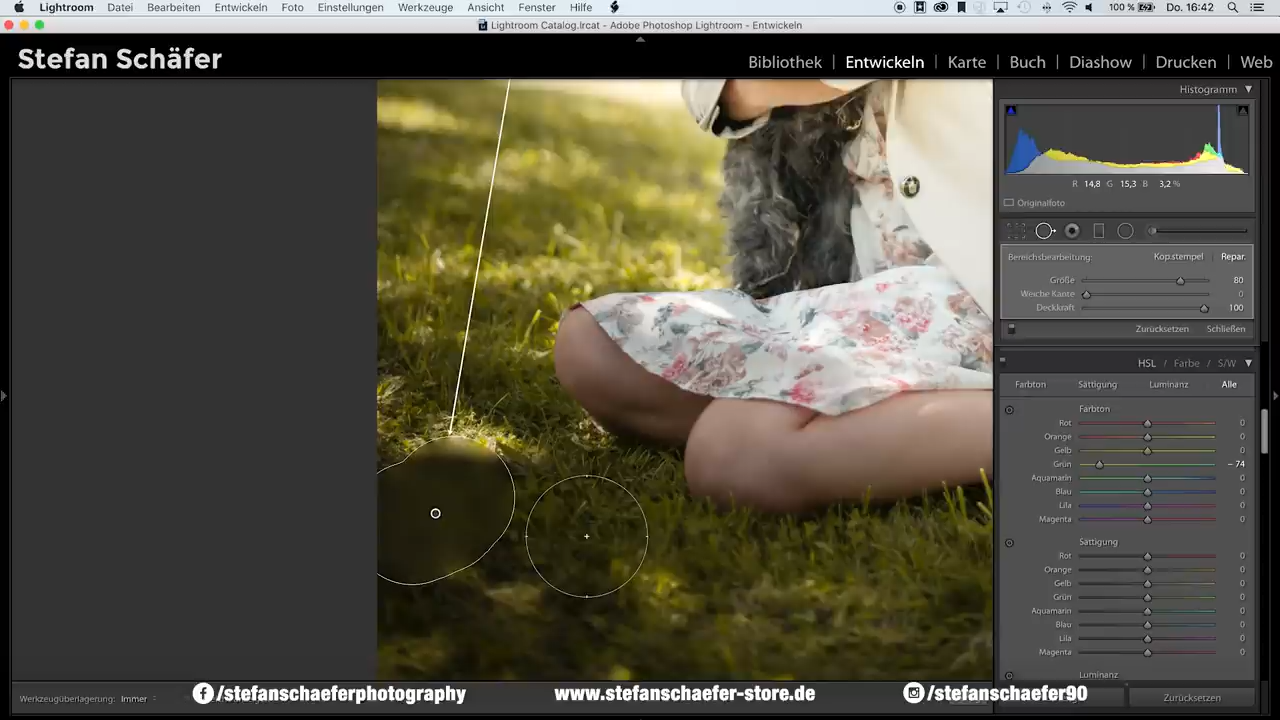 Lightroom Datei Bearbeiten Entwickeln Foto Einstellungen Werkzeuge Ansicht Fenster Hilfe 100 % Do. 16:42
Lightroom Catalog.lrcat - Adobe Photoshop Lightroom - Entwickeln
Stefan Schäfer
Bibliothek | Entwickeln | Karte | Buch | Diashow | Drucken | Web
Histogramm
R 14,8 G 15,3 B 3,2 %
Originalfoto
Bereichsbearbeitung: Kop.stempel Repar.
Größe 80
Weiche Kante 0
Deckkraft 100
Zurücksetzen Schließen
HSL / Farbe / S/W
Farbton Sättigung Luminanz Alle
Farbton
Rot 0
Orange 0
Gelb 0
Grün – 74
Aquamarin 0
Blau 0
Lila 0
Magenta 0
Sättigung
Rot 0
Orange 0
Gelb 0
Grün 0
Aquamarin 0
Blau 0
Lila 0
Magenta 0
Luminanz
Werkzeugüberlagerung: Immer
/stefanschaeferphotography
www.stefanschaefer-store.de
/stefanschaefer90
Zurücksetzen